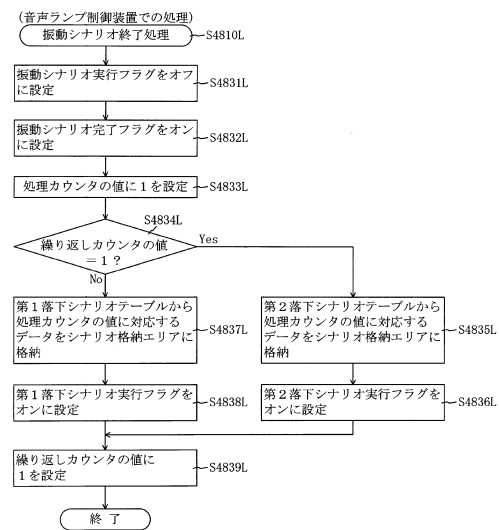 (音声ランプ制御装置での処理)
振動シナリオ終了処理
S4810L
振動シナリオ実行フラグをオフ
に設定
S4831L
振動シナリオ完了フラグをオン
に設定
S4832L
処理カウンタの値に1を設定
S4833L
S4834L
繰り返しカウンタの値
=1?
Yes
No
第1落下シナリオテーブルから
処理カウンタの値に対応する
データをシナリオ格納エリアに
格納
S4837L
第2落下シナリオテーブルから
処理カウンタの値に対応する
データをシナリオ格納エリアに
格納
S4835L
第1落下シナリオ実行フラグを
オンに設定
S4838L
第2落下シナリオ実行フラグを
オンに設定
S4836L
繰り返しカウンタの値に
1を設定
S4839L
終了